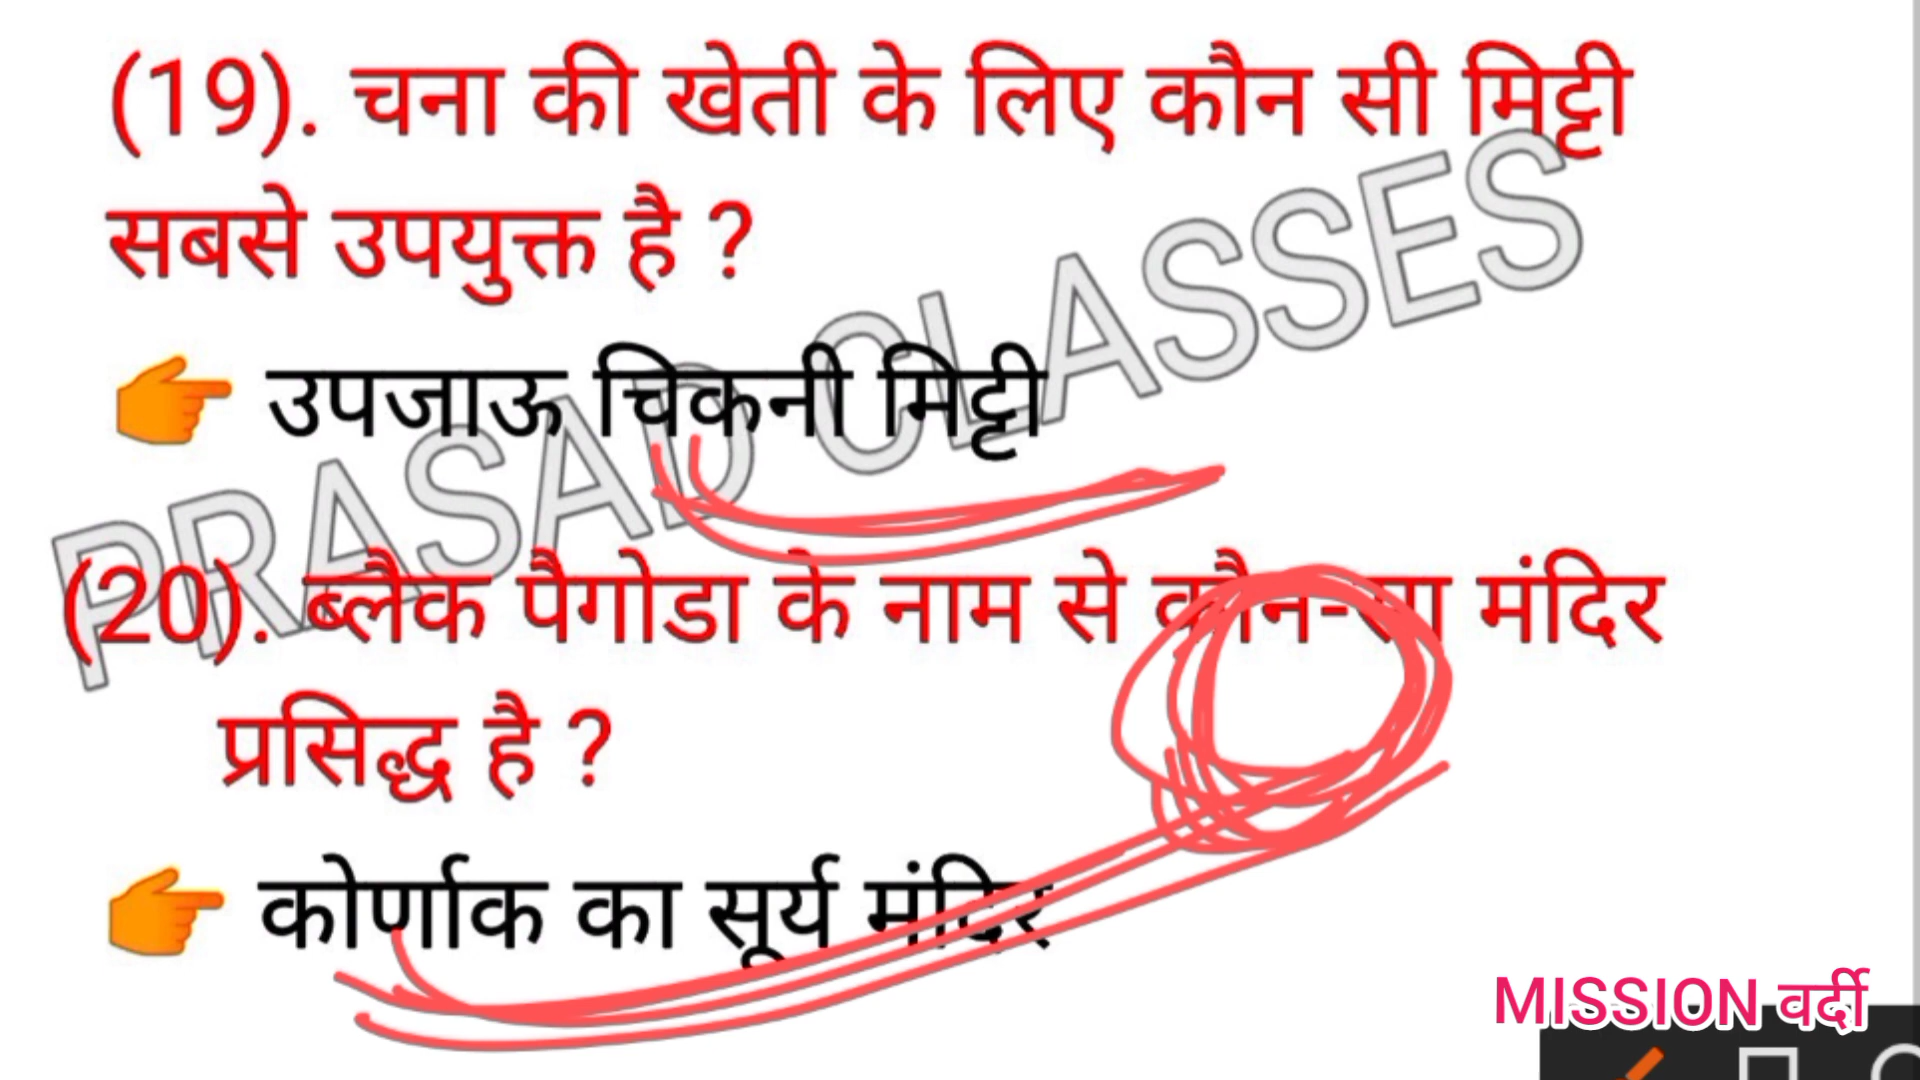 (19). चना की खेती के लिए कौन सी मिट्टी
सबसे उपयुक्त है ?
👉 उपजाऊ चिकनी मिट्टी
PRASAD CLASSES
(20). ब्लैक पैगोडा के नाम से कौन-सा मंदिर
प्रसिद्ध है ?
👉 कोर्णाक का सूर्य मंदिर
MISSION वर्दी